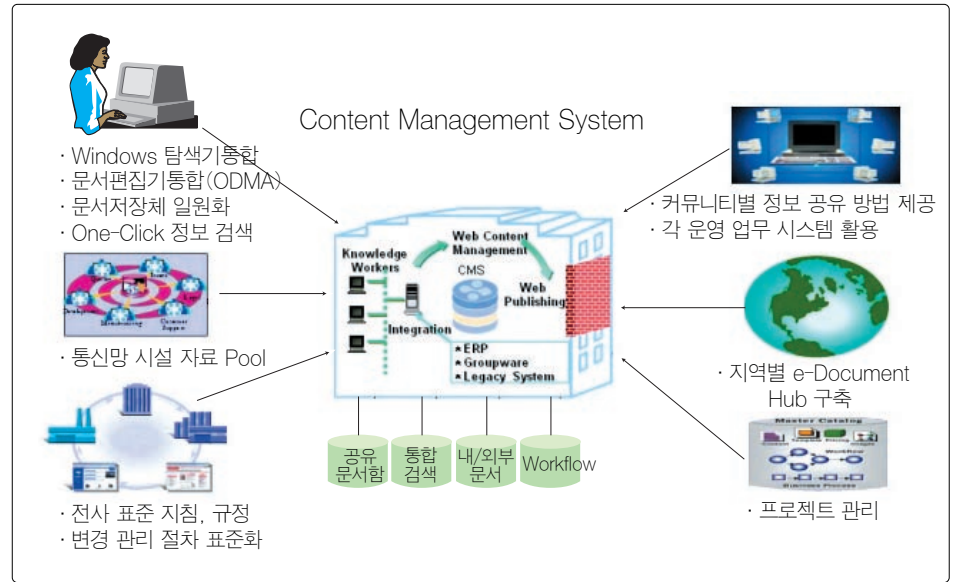 Content Management System
· Windows 탐색기통합
· 문서편집기통합(ODMA)
· 문서저장체 일원화
· One-Click 정보 검색
· 커뮤니티별 정보 공유 방법 제공
· 각 운영 업무 시스템 활용
Web Content
Management
Knowledge
Workers
CMS
Web
Publishing
Integration
★ERP
★Groupware
★Legacy System
· 통신망 시설 자료 Pool
· 지역별 e-Document
Hub 구축
Master Catalog
Workflow
Business Process
공유
문서함
통합
검색
내/외부
문서
Workflow
· 전사 표준 지침, 규정
· 변경 관리 절차 표준화
· 프로젝트 관리